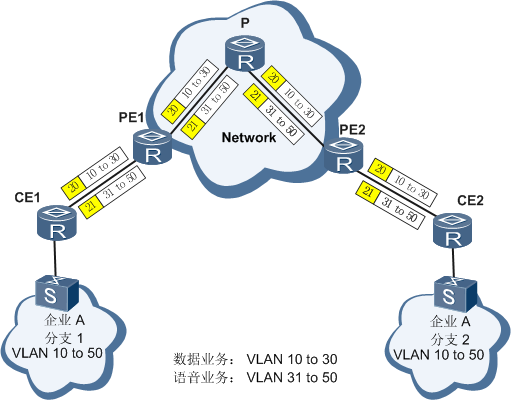 P
R
20 10 to 30
21 31 to 50
20 10 to 30
21 31 to 50
PE1
R
Network
PE2
R
20 10 to 30
21 31 to 50
20 10 to 30
21 31 to 50
CE1
R
CE2
R
S
企业 A
分支 1
VLAN 10 to 50
S
企业 A
分支 2
VLAN 10 to 50
数据业务： VLAN 10 to 30
语音业务： VLAN 31 to 50